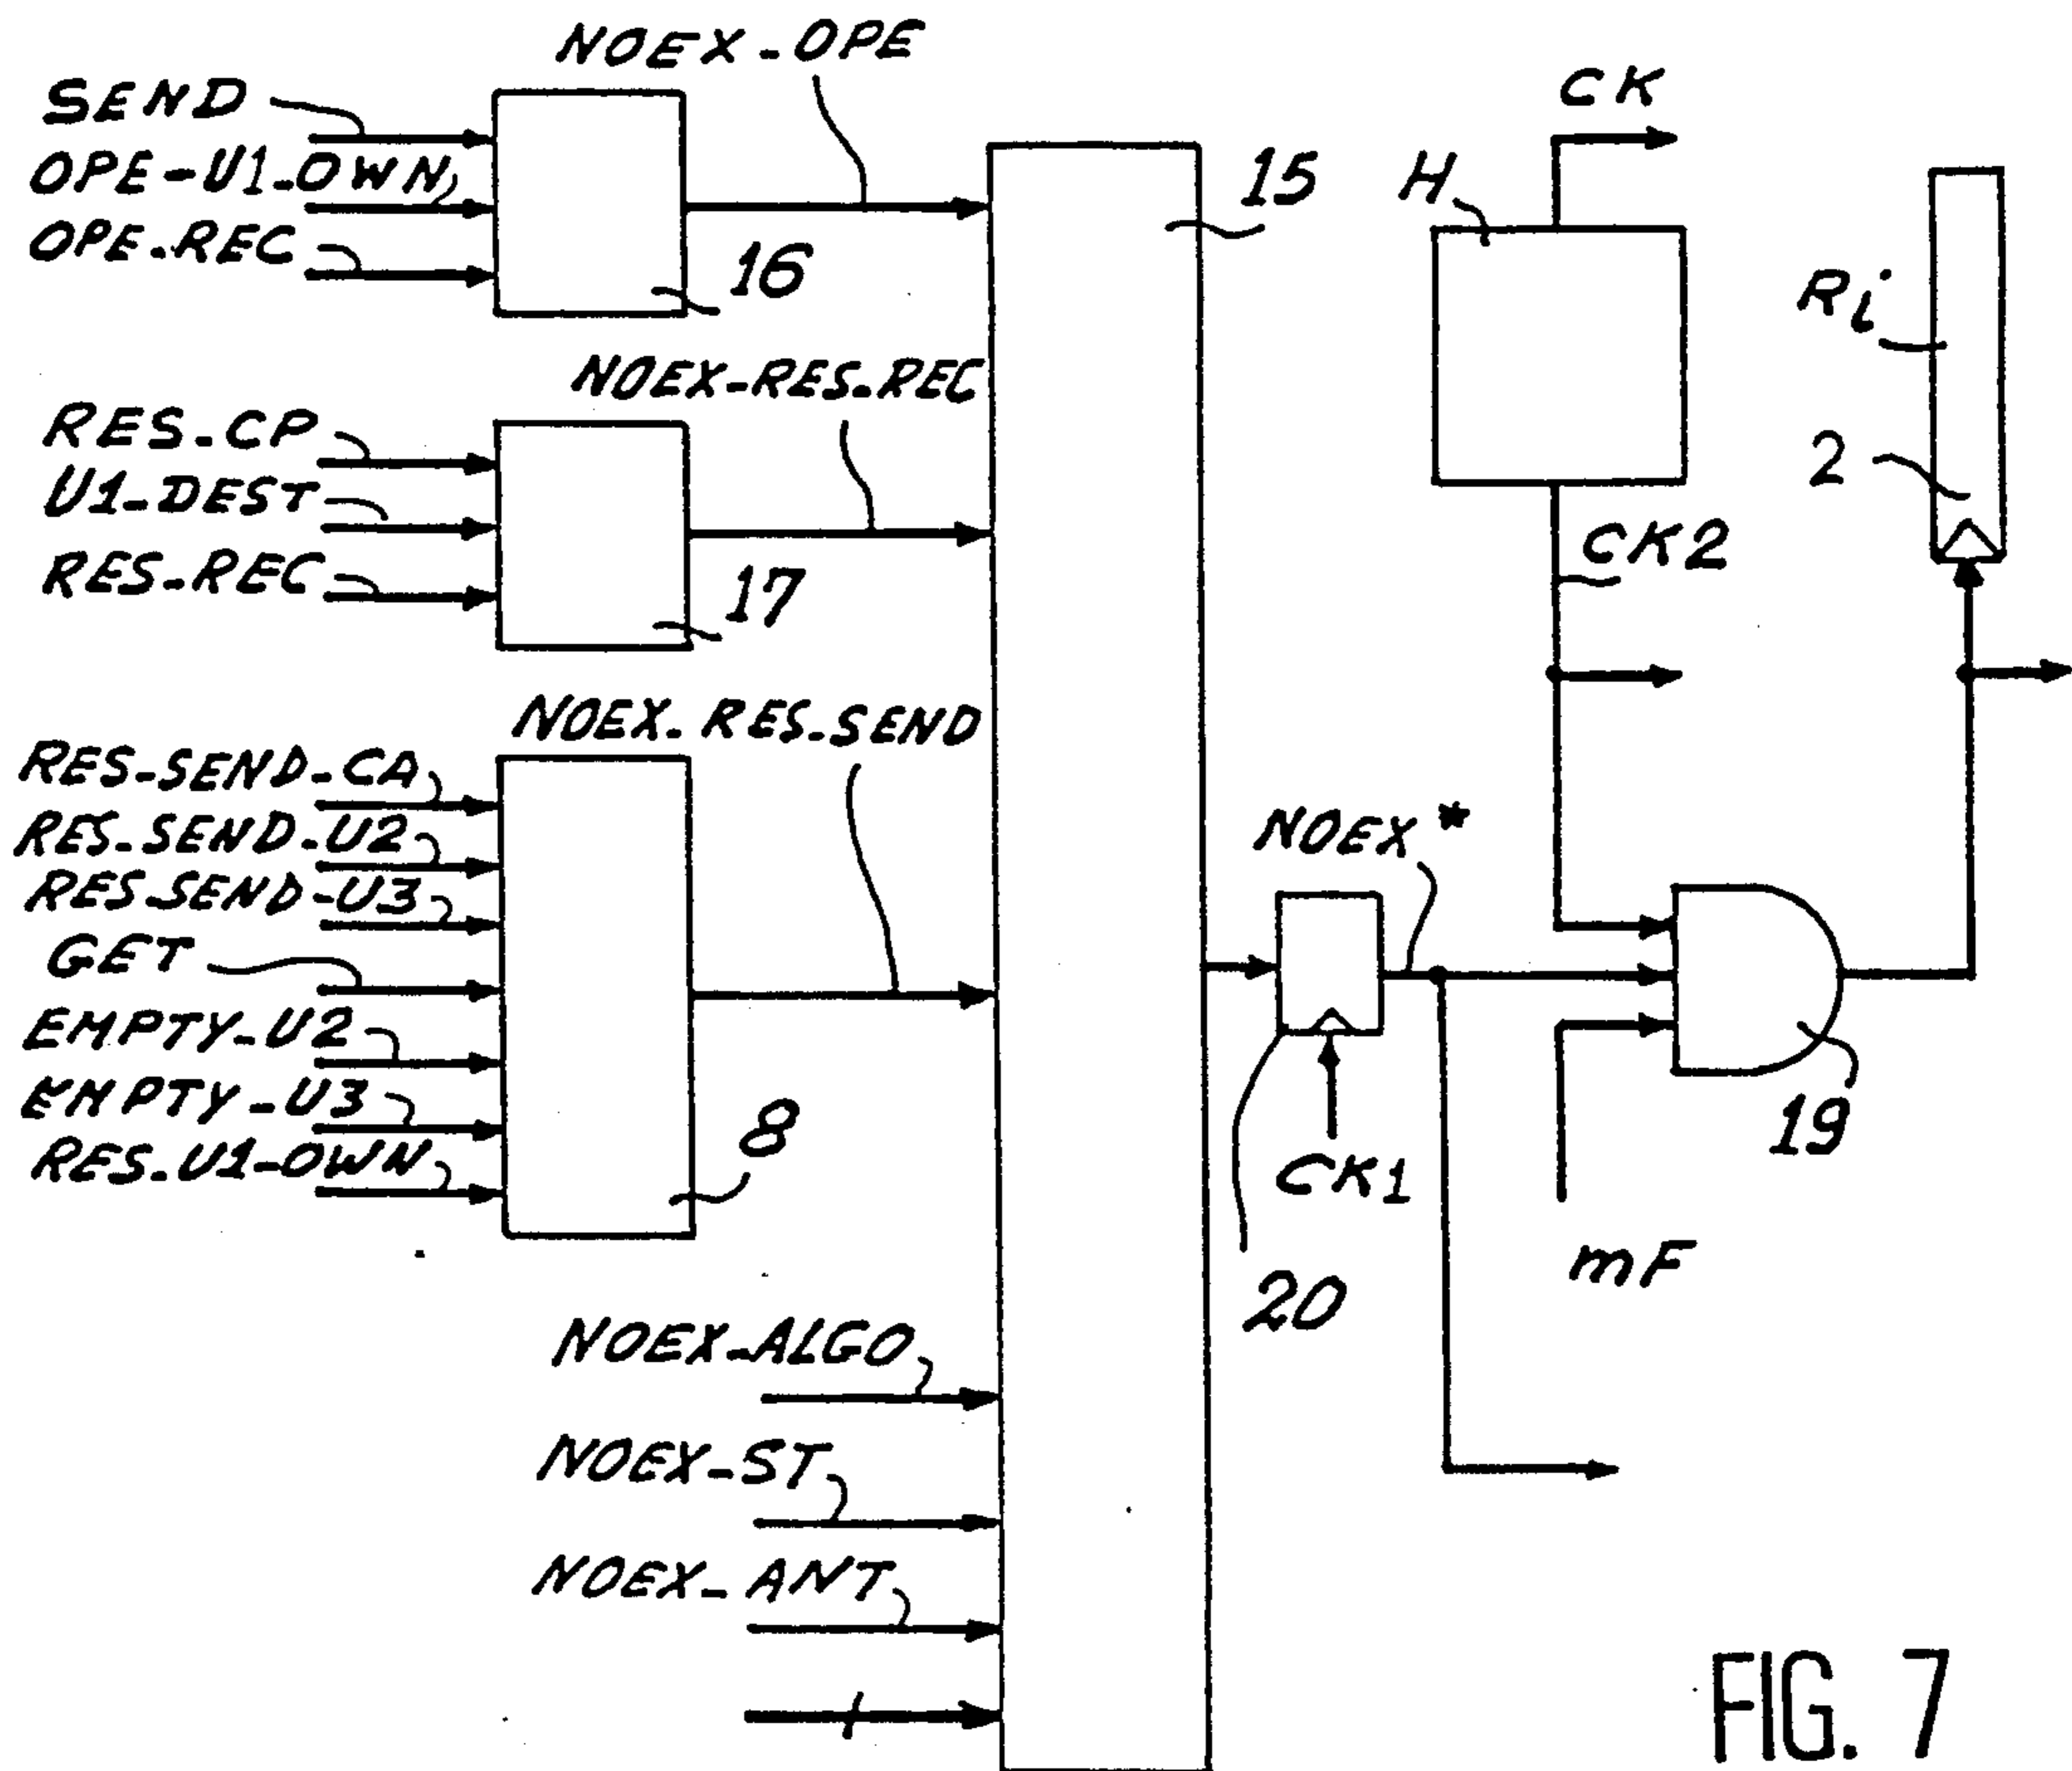 NOEX-OPE
SEND
OPE-U1-OWN
OPE-REC
16
15
CK
H
Ri
2
CK2
NOEX-RES-REC
RES-CP
U1-DEST
RES-REC
17
NOEX-RES-SEND
RES-SEND-CA
RES-SEND-U2
RES-SEND-U3
GET
EMPTY-U2
EMPTY-U3
RES-U1-OWN
8
NOEX*
CK1
20
19
mF
NOEX-ALGO
NOEX-ST
NOEX-ANT
FIG. 7